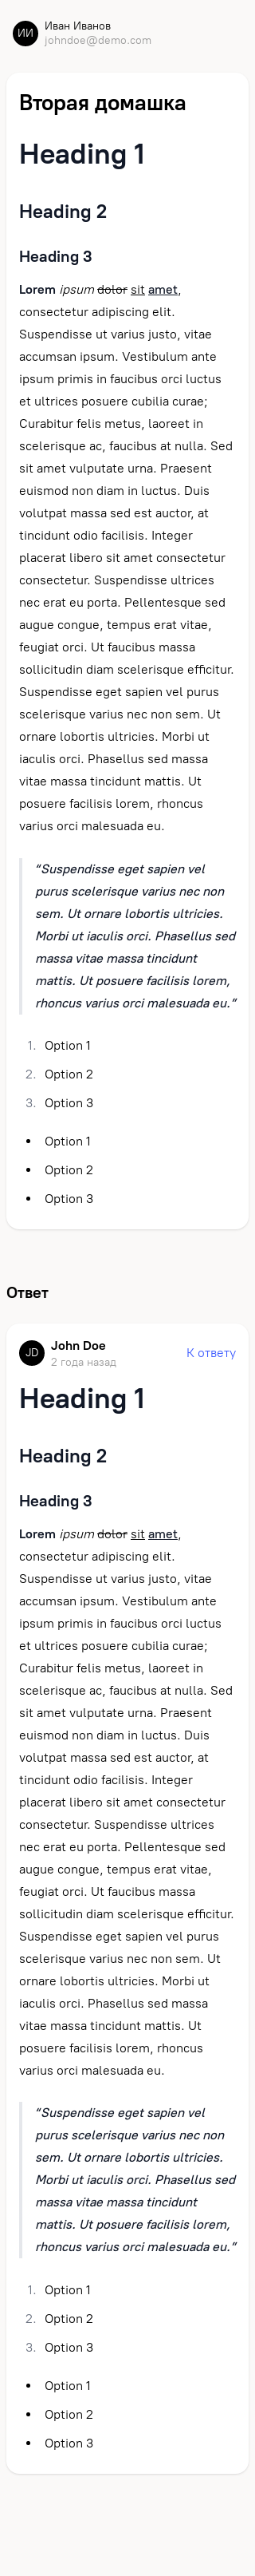 ИИ
Иван Иванов
johndoe@demo.com
Вторая домашка
Heading 1
Heading 2
Heading 3
Lorem ipsum dolor sit amet,
consectetur adipiscing elit.
Suspendisse ut varius justo, vitae
accumsan ipsum. Vestibulum ante
ipsum primis in faucibus orci luctus
et ultrices posuere cubilia curae;
Curabitur felis metus, laoreet in
scelerisque ac, faucibus at nulla. Sed
sit amet vulputate urna. Praesent
euismod non diam in luctus. Duis
volutpat massa sed est auctor, at
tincidunt odio facilisis. Integer
placerat libero sit amet consectetur
consectetur. Suspendisse ultrices
nec erat eu porta. Pellentesque sed
augue congue, tempus erat vitae,
feugiat orci. Ut faucibus massa
sollicitudin diam scelerisque efficitur.
Suspendisse eget sapien vel purus
scelerisque varius nec non sem. Ut
ornare lobortis ultricies. Morbi ut
iaculis orci. Phasellus sed massa
vitae massa tincidunt mattis. Ut
posuere facilisis lorem, rhoncus
varius orci malesuada eu.
“Suspendisse eget sapien vel
purus scelerisque varius nec non
sem. Ut ornare lobortis ultricies.
Morbi ut iaculis orci. Phasellus sed
massa vitae massa tincidunt
mattis. Ut posuere facilisis lorem,
rhoncus varius orci malesuada eu.”
1. Option 1
2. Option 2
3. Option 3
• Option 1
• Option 2
• Option 3
Ответ
JD
John Doe
2 года назад
К ответу
Heading 1
Heading 2
Heading 3
Lorem ipsum dolor sit amet,
consectetur adipiscing elit.
Suspendisse ut varius justo, vitae
accumsan ipsum. Vestibulum ante
ipsum primis in faucibus orci luctus
et ultrices posuere cubilia curae;
Curabitur felis metus, laoreet in
scelerisque ac, faucibus at nulla. Sed
sit amet vulputate urna. Praesent
euismod non diam in luctus. Duis
volutpat massa sed est auctor, at
tincidunt odio facilisis. Integer
placerat libero sit amet consectetur
consectetur. Suspendisse ultrices
nec erat eu porta. Pellentesque sed
augue congue, tempus erat vitae,
feugiat orci. Ut faucibus massa
sollicitudin diam scelerisque efficitur.
Suspendisse eget sapien vel purus
scelerisque varius nec non sem. Ut
ornare lobortis ultricies. Morbi ut
iaculis orci. Phasellus sed massa
vitae massa tincidunt mattis. Ut
posuere facilisis lorem, rhoncus
varius orci malesuada eu.
“Suspendisse eget sapien vel
purus scelerisque varius nec non
sem. Ut ornare lobortis ultricies.
Morbi ut iaculis orci. Phasellus sed
massa vitae massa tincidunt
mattis. Ut posuere facilisis lorem,
rhoncus varius orci malesuada eu.”
1. Option 1
2. Option 2
3. Option 3
• Option 1
• Option 2
• Option 3